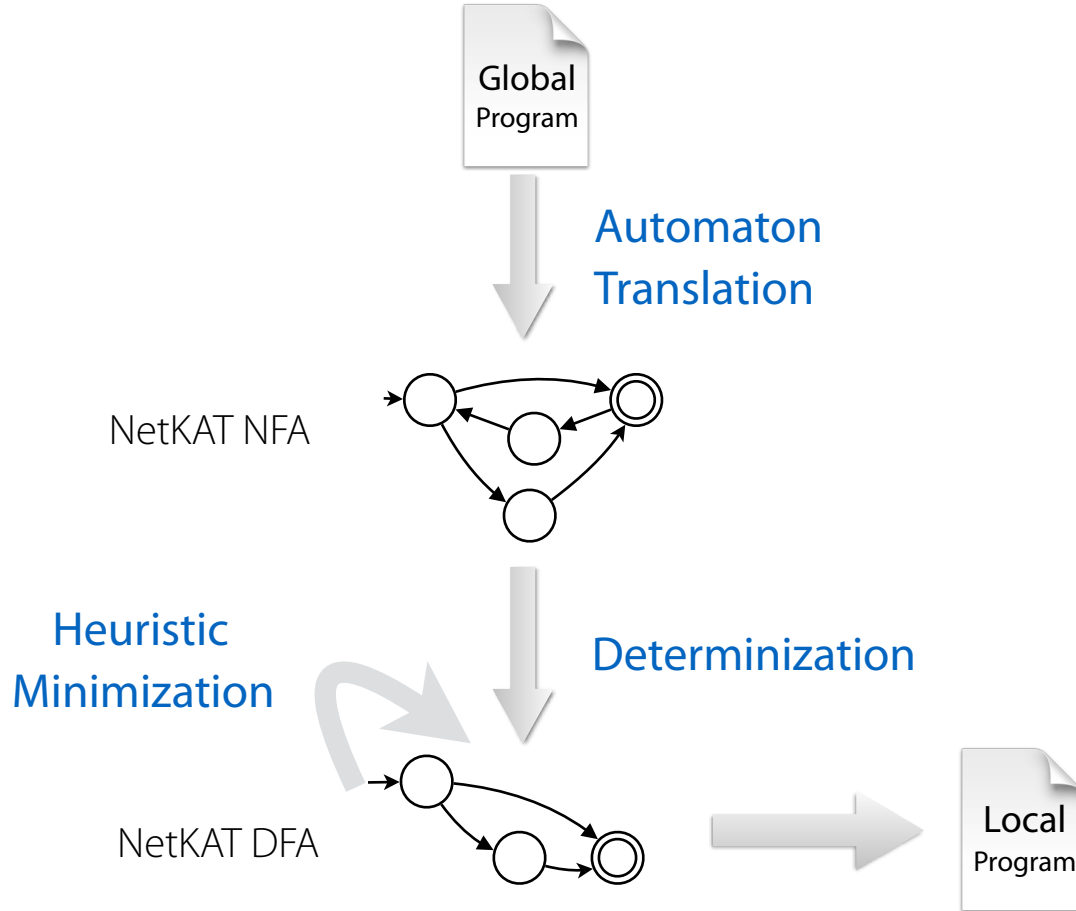 Global
Program
Automaton
Translation
NetKAT NFA
Heuristic
Minimization
Determinization
NetKAT DFA
Local
Program